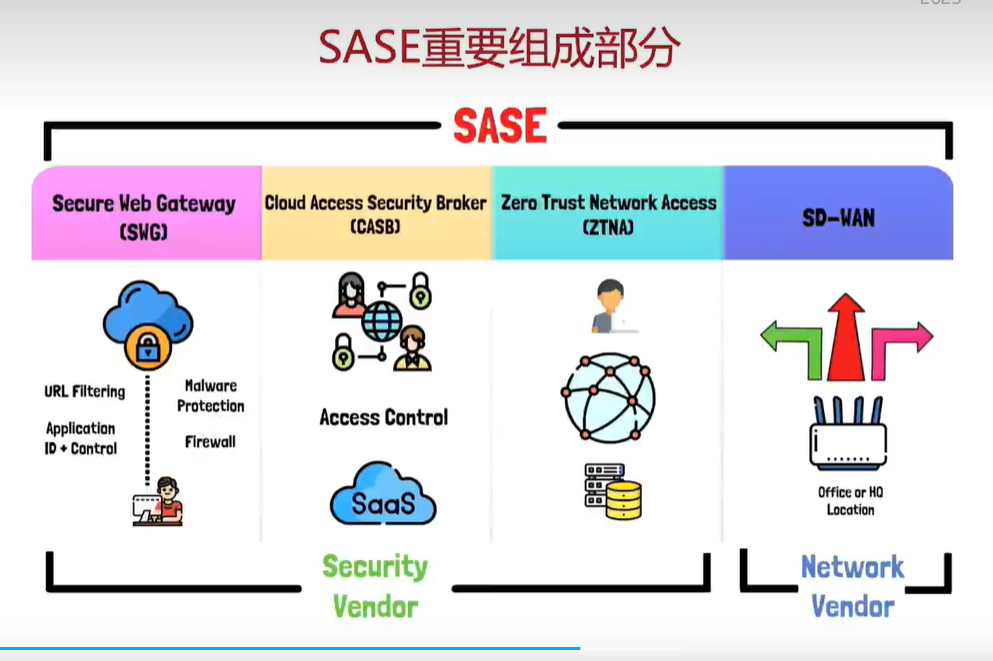 SASE重要组成部分
SASE
Secure Web Gateway
(SWG)
Cloud Access Security Broker
(CASB)
Zero Trust Network Access
(ZTNA)
SD-WAN
URL Filtering
Application
ID + Control
Malware
Protection
Firewall
Access Control
SaaS
Office or HQ
Location
Security
Vendor
Network
Vendor